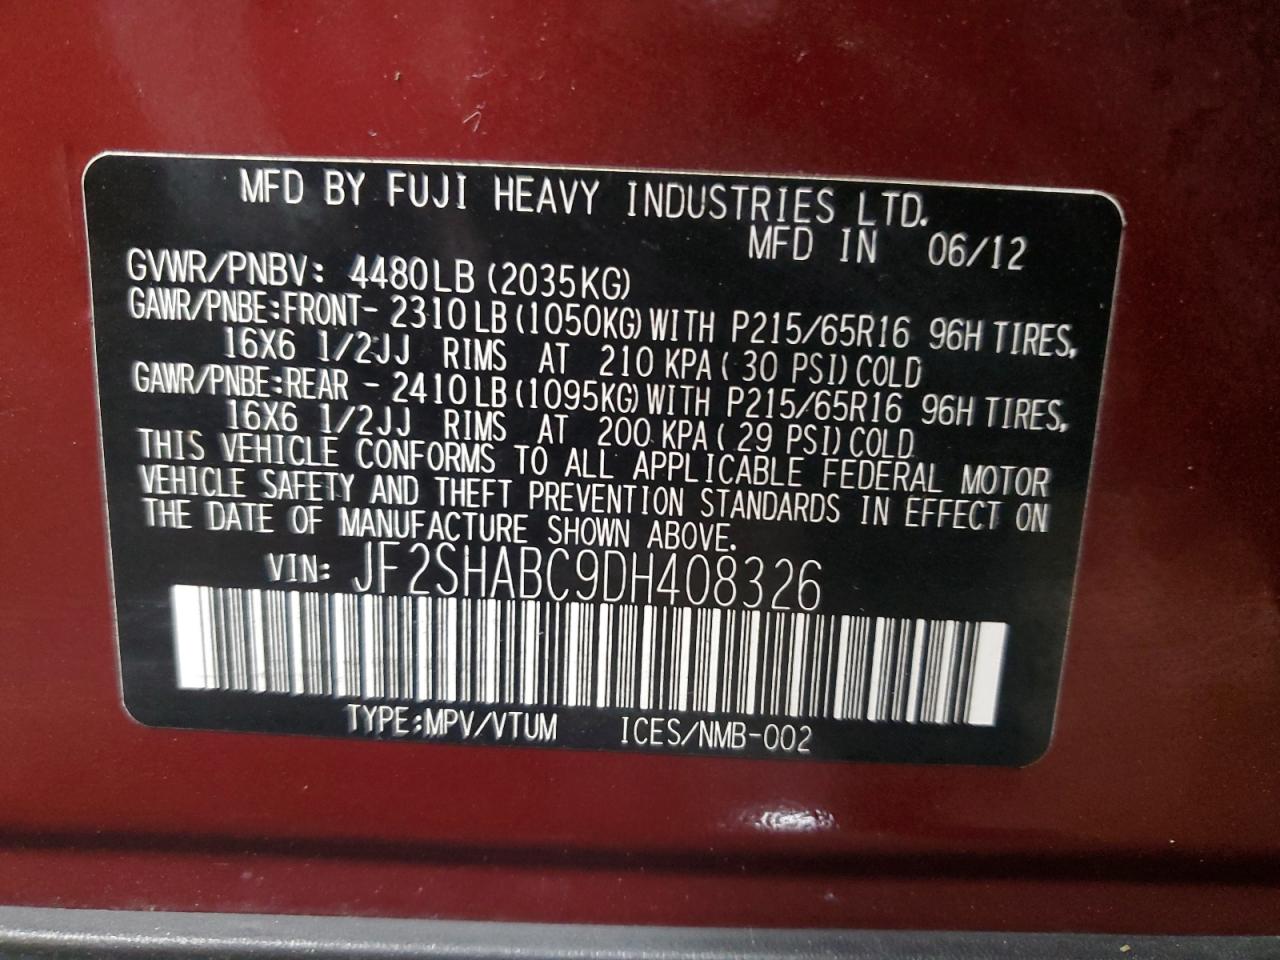 MFD BY FUJI HEAVY INDUSTRIES LTD.
MFD IN 06/12
GVWR/PNBV: 4480LB (2035KG)
GAWR/PNBE:FRONT- 2310LB(1050KG)WITH P215/65R16 96H TIRES,
16X6 1/2JJ RIMS AT 210 KPA( 30 PSI)COLD
GAWR/PNBE:REAR - 2410LB(1095KG)WITH P215/65R16 96H TIRES,
16X6 1/2JJ RIMS AT 200 KPA( 29 PSI)COLD
THIS VEHICLE CONFORMS TO ALL APPLICABLE FEDERAL MOTOR
VEHICLE SAFETY AND THEFT PREVENTION STANDARDS IN EFFECT ON
THE DATE OF MANUFACTURE SHOWN ABOVE.
VIN: JF2SHABC9DH408326
TYPE:MPV/VTUM ICES/NMB-002